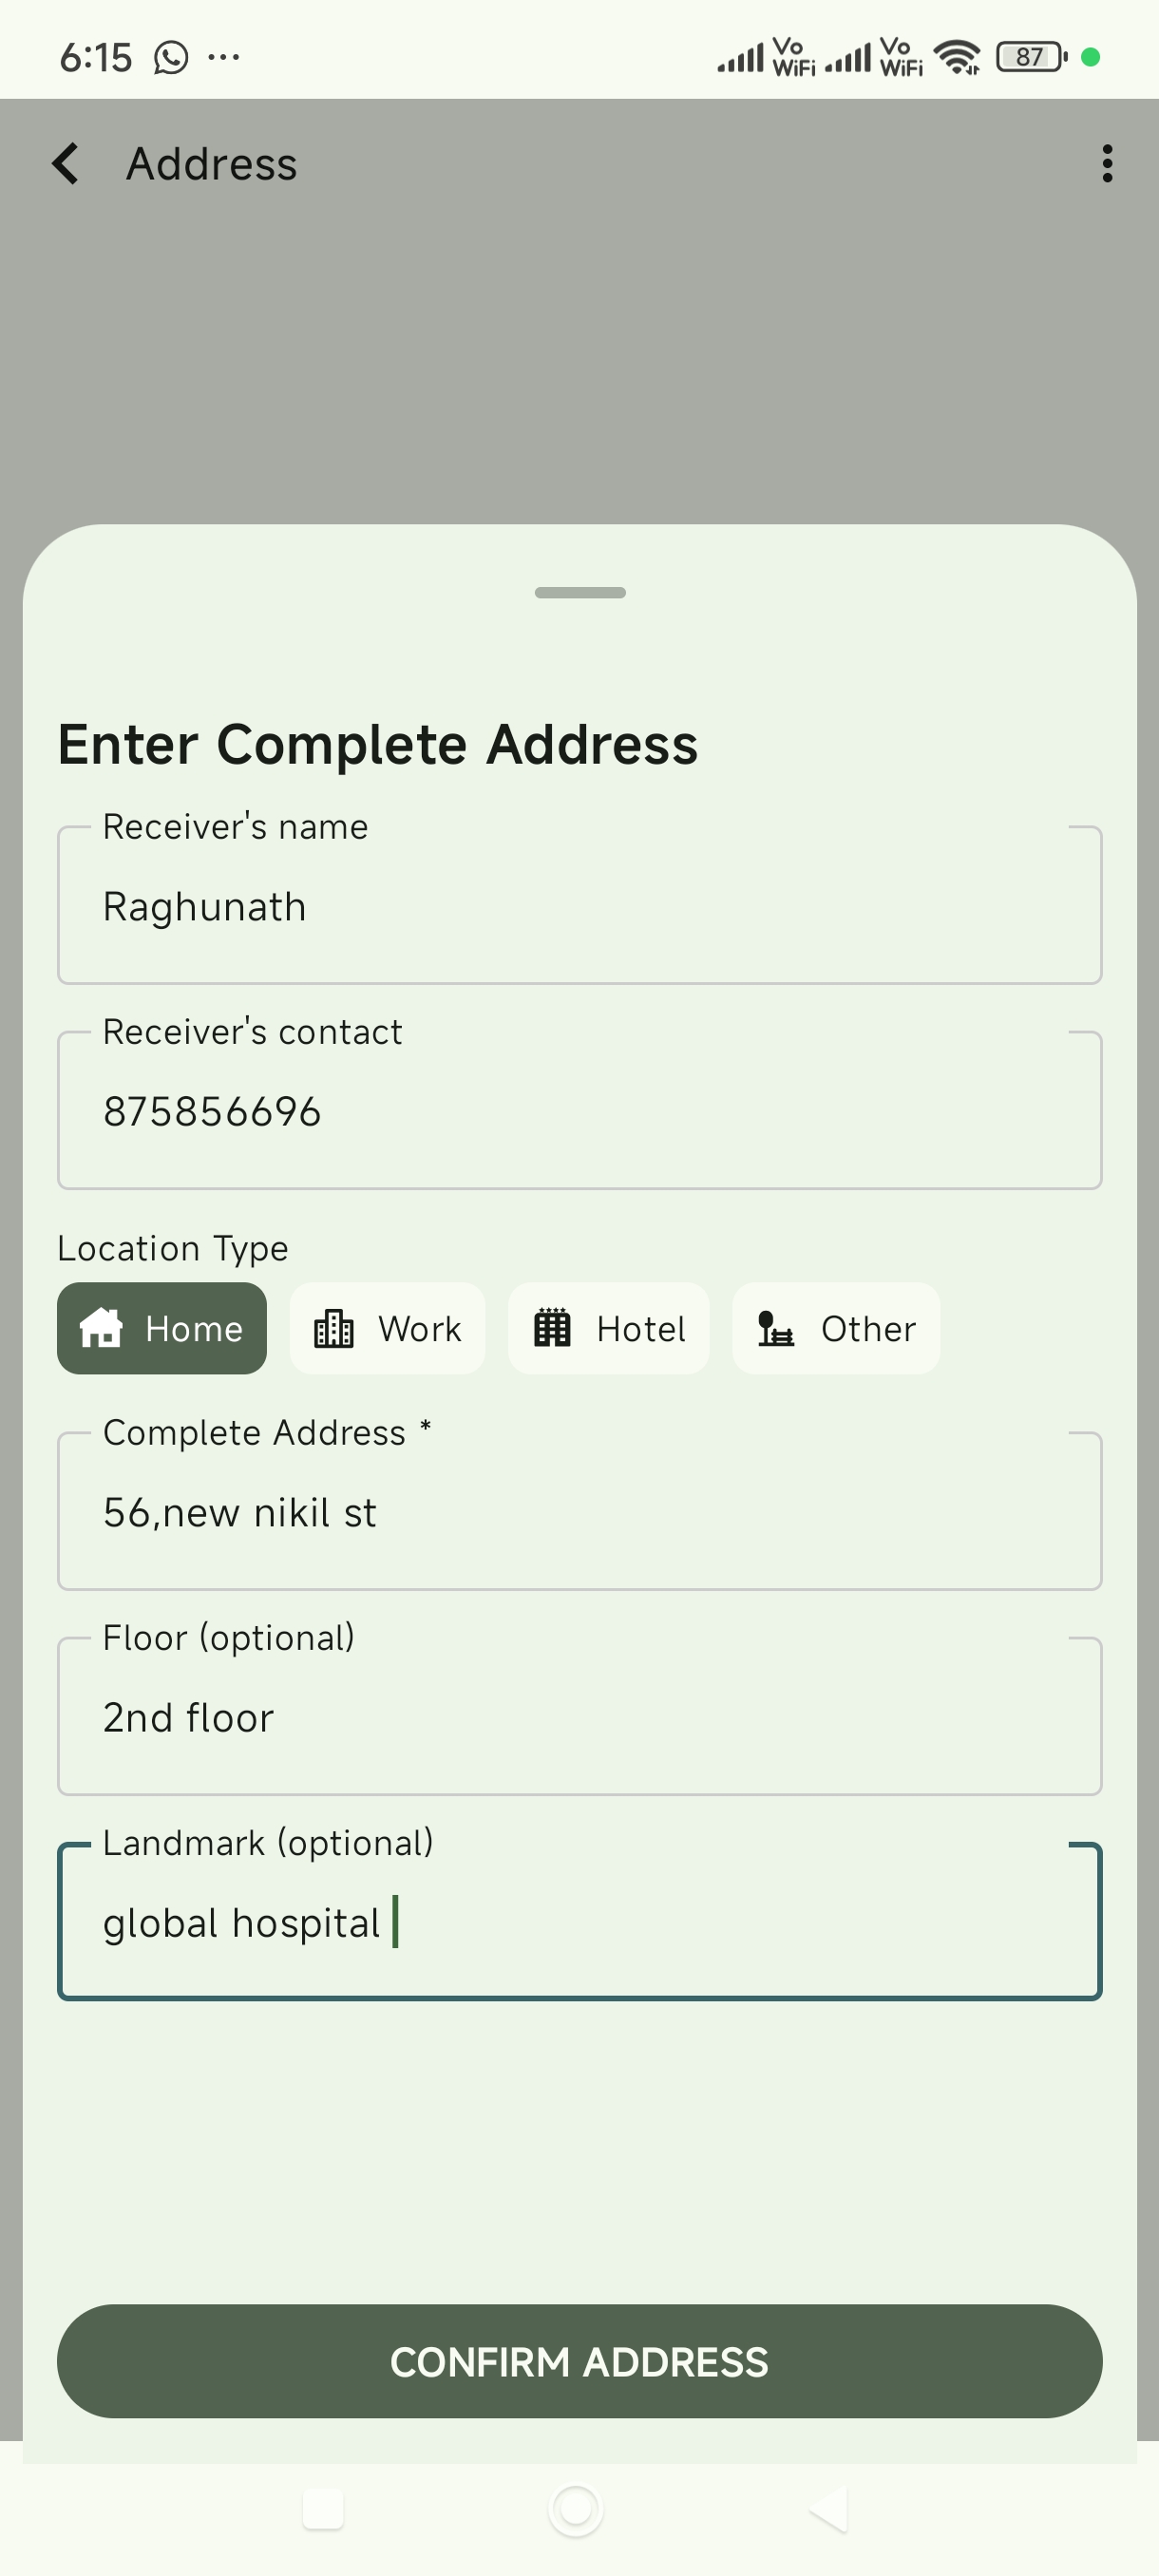 6:15 ... Vo WiFi Vo WiFi 87
Address
Enter Complete Address
Receiver's name
Raghunath
Receiver's contact
875856696
Location Type
Home Work Hotel Other
Complete Address *
56,new nikil st
Floor (optional)
2nd floor
Landmark (optional)
global hospital
CONFIRM ADDRESS